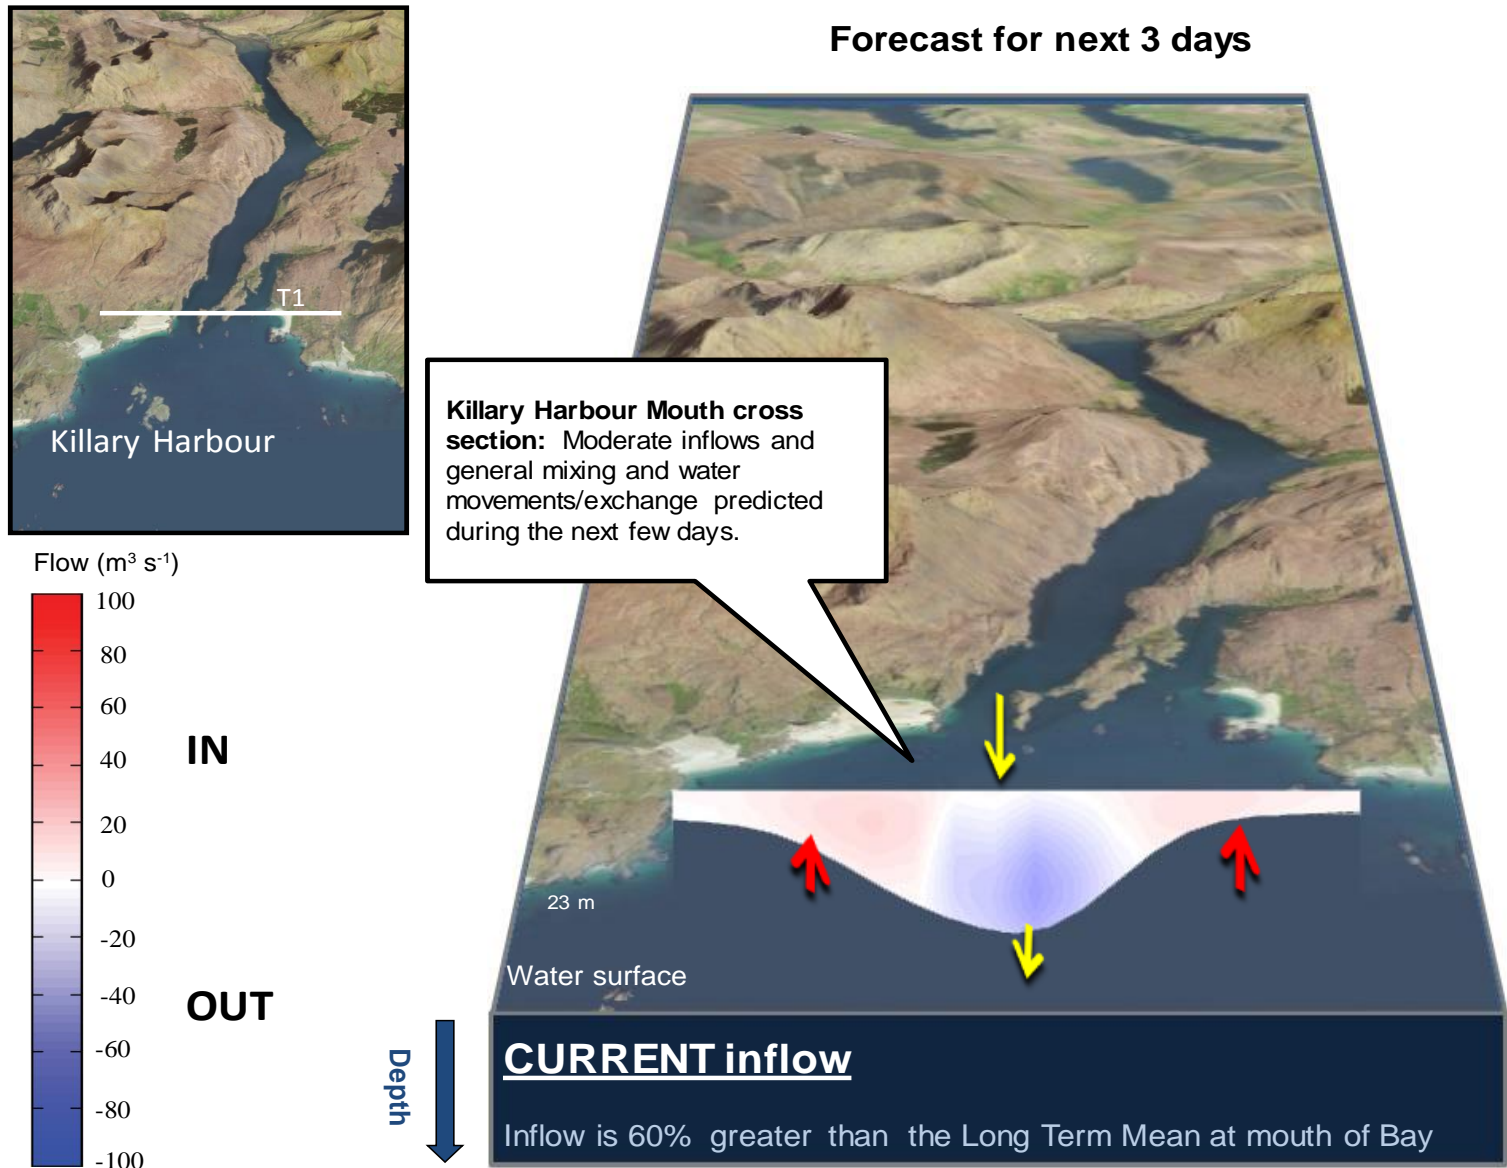 Forecast for next 3 days
T1
Killary Harbour
Killary Harbour Mouth cross
section: Moderate inflows and
general mixing and water
movements/exchange predicted
during the next few days.
Flow (m³ s⁻¹)
100
80
60
40
20
0
-20
-40
-60
-80
-100
IN
OUT
23 m
Water surface
Depth
CURRENT inflow
Inflow is 60% greater than the Long Term Mean at mouth of Bay